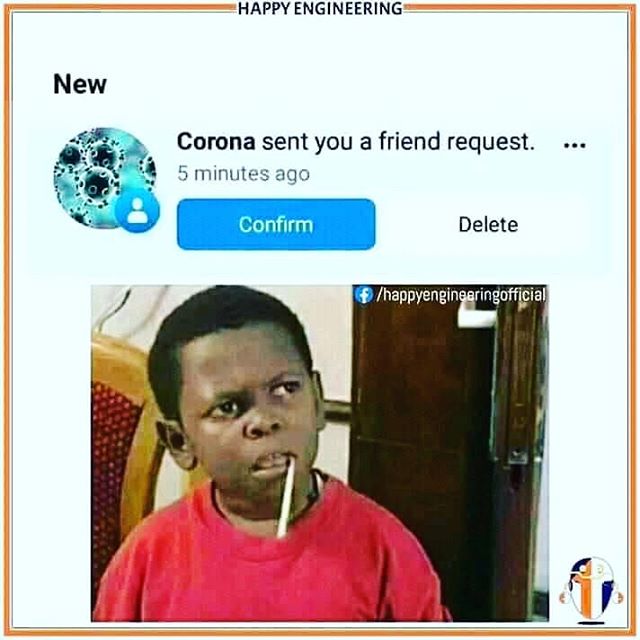 HAPPY ENGINEERING
New
Corona sent you a friend request.
5 minutes ago
Confirm
Delete
/happyengineeringofficial